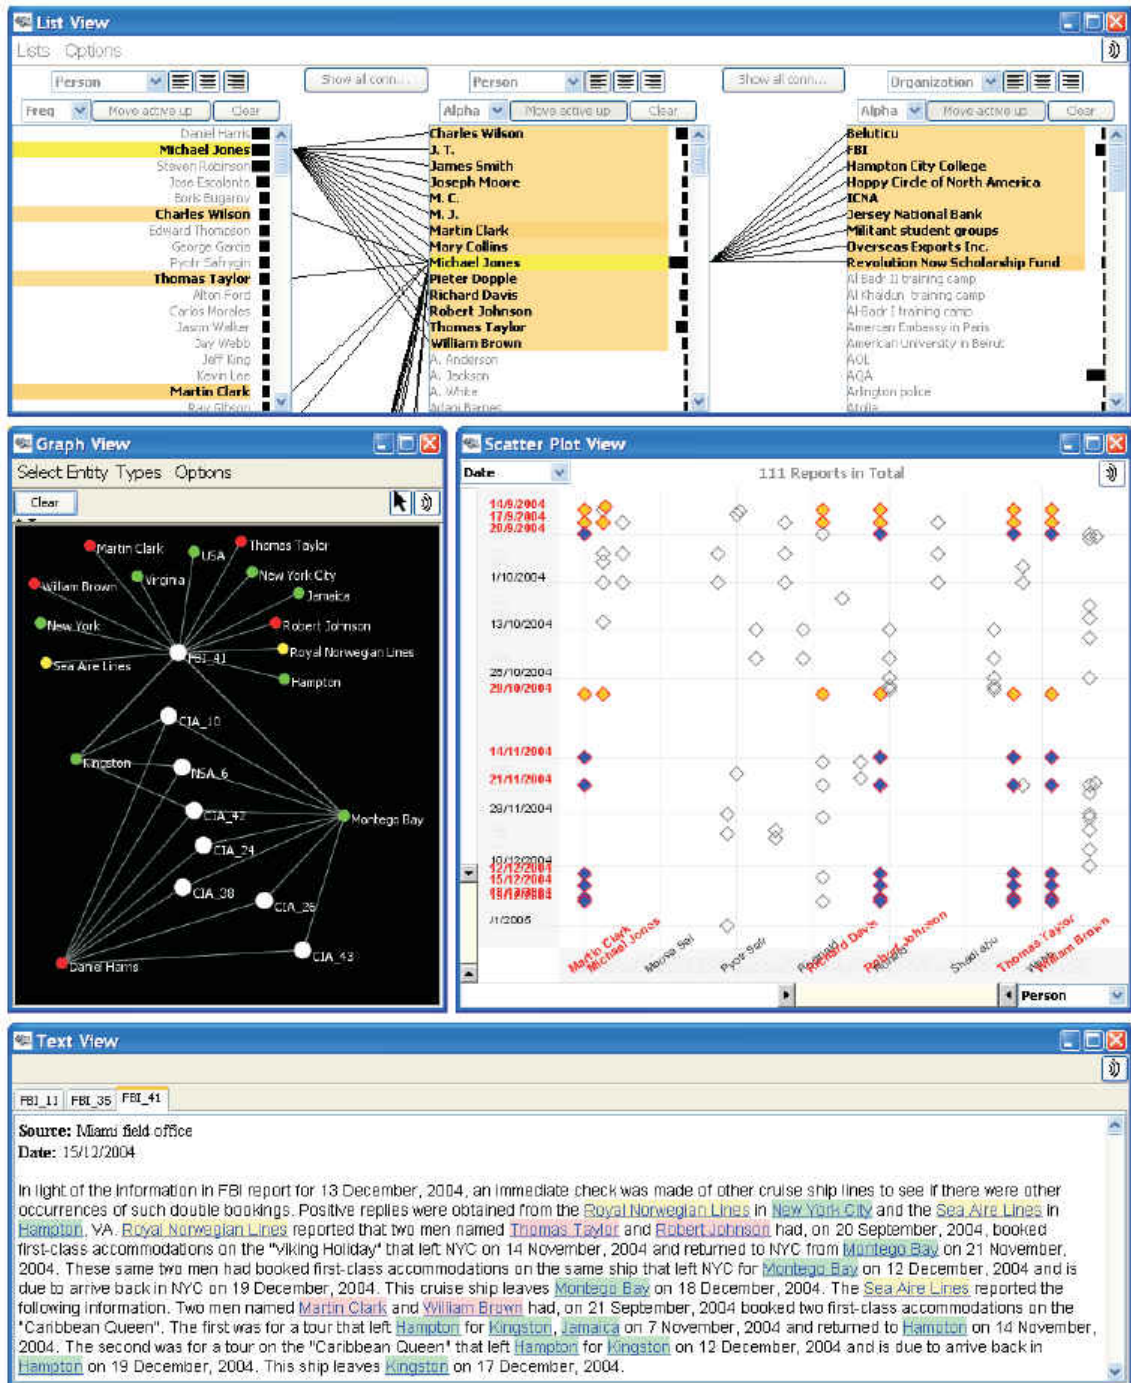 List View
Lists Options
Person Show all conn... Person Show all conn... Organization
Freq Move active up Clear Alpha Move active up Clear Alpha Move active up Clear
Daniel Harris Charles Wilson Beluticu
Michael Jones J. T. FBI
Steven Robinson James Smith Hampton City College
Jose Escalante Joseph Moore Happy Circle of North America
Boris Bugarov M. C. ICNA
Charles Wilson M. J. Jersey National Bank
Edward Thompson Martin Clark Militant student groups
George Garcia Mary Collins Overseas Exports Inc.
Pyotr Safrygin Michael Jones Revolution Now Scholarship Fund
Thomas Taylor Pieter Dopple Al Badr II training camp
Alton Ford Richard Davis Al Khaldun training camp
Carlos Morales Robert Johnson Al-Badr I training camp
Jason Walker Thomas Taylor American Embassy in Paris
Jay Webb William Brown American University in Beirut
Jeff King A. Anderson AOL
Kevin Lee A. Jackson AQA
Martin Clark A. White Arlington police
Ray Gibson Adam Barnes
Graph View
Select Entity Types Options
Clear
Martin Clark
USA
Thomas Taylor
William Brown
Virginia
New York City
Jamaica
New York
Robert Johnson
FBI_41
Royal Norwegian Lines
Sea Aire Lines
Hampton
CIA_10
Kingston
NSA_6
CIA_42
Montego Bay
CIA_24
CIA_38
CIA_26
CIA_43
Daniel Harris
Scatter Plot View
Date 111 Reports in Total
14/9/2004
17/9/2004
20/9/2004
1/10/2004
13/10/2004
25/10/2004
29/10/2004
14/11/2004
21/11/2004
28/11/2004
10/12/2004
12/12/2004
15/12/2004
19/12/2004
/1/2005
Martin Clark Michael Jones Pyotr Safr Richard Davis Robert Johnson Shadi abu Thomas Taylor William Brown
Person
Text View
FBI_11 FBI_35 FBI_41
Source: Miami field office
Date: 15/12/2004
In light of the information in FBI report for 13 December, 2004, an immediate check was made of other cruise ship lines to see if there were other
occurrences of such double bookings. Positive replies were obtained from the Royal Norwegian Lines in New York City and the Sea Aire Lines in
Hampton, VA. Royal Norwegian Lines reported that two men named Thomas Taylor and Robert Johnson had, on 20 September, 2004, booked
first-class accommodations on the "Viking Holiday" that left NYC on 14 November, 2004 and returned to NYC from Montego Bay on 21 November,
2004. These same two men had booked first-class accommodations on the same ship that left NYC for Montego Bay on 12 December, 2004 and is
due to arrive back in NYC on 19 December, 2004. This cruise ship leaves Montego Bay on 18 December, 2004. The Sea Aire Lines reported the
following information. Two men named Martin Clark and William Brown had, on 21 September, 2004 booked two first-class accommodations on the
"Caribbean Queen". The first was for a tour that left Hampton for Kingston, Jamaica on 7 November, 2004 and returned to Hampton on 14 November,
2004. The second was for a tour on the "Caribbean Queen" that left Hampton for Kingston on 12 December, 2004 and is due to arrive back in
Hampton on 19 December, 2004. This ship leaves Kingston on 17 December, 2004.